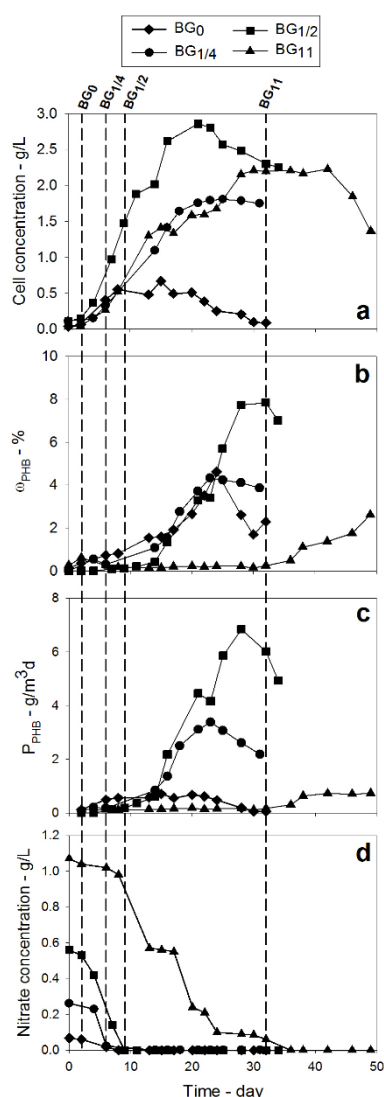 BG0 BG1/2
BG1/4 BG11
BG0 BG1/4 BG1/2 BG11
Cell concentration - g/L
3.0
2.5
2.0
1.5
1.0
0.5
0.0
a
ωPHB - %
10
8
6
4
2
0
b
PPHB - g/m³d
8
6
4
2
0
c
Nitrate concentration - g/L
1.2
1.0
0.8
0.6
0.4
0.2
0.0
d
0 10 20 30 40 50
Time - day